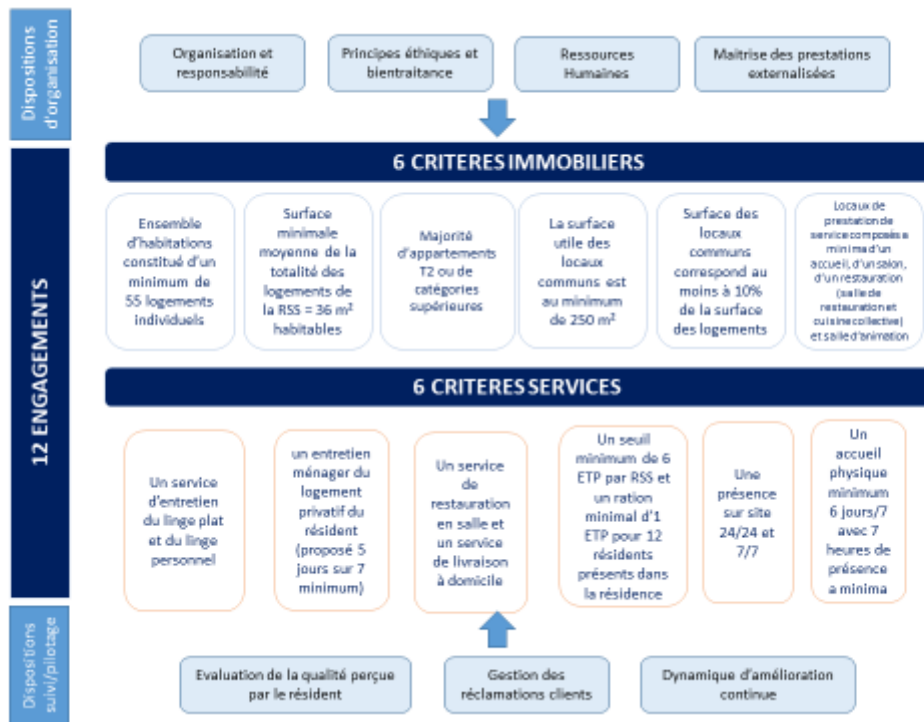 Dispositions
d'organisation
Organisation et
responsabilité
Principes éthiques et
bientraitance
Ressources
Humaines
Maitrise des prestations
externalisées
12 ENGAGEMENTS
6 CRITERES IMMOBILIERS
Ensemble
d'habitations
constitué d'un
minimum de
55 logements
individuels
Surface
minimale
moyenne de la
totalité des
logements de
la RSS = 36 m²
habitables
Majorité
d'appartements
T2 ou de
catégories
supérieures
La surface
utile des
locaux
communs est
au minimum
de 250 m²
Surface des
locaux
communs
correspond au
moins à 10%
de la surface
des logements
Locaux de
prestation de
service composés a
minima d'un
accueil, d'un salon,
d'un restauration
(salle de
restauration et
cuisine collective)
et salle d'animation
6 CRITERES SERVICES
Un service
d'entretien
du linge plat
et du linge
personnel
un entretien
ménager du
logement
privatif du
résident
(proposé 5
jours sur 7
minimum)
Un service
de
restauration
en salle et
un service
de livraison
à domicile
Un seuil
minimum de 6
ETP par RSS et
un ration
minimal d'1
ETP pour 12
résidents
présents dans
la résidence
Une
présence
sur site
24/24 et
7/7
Un
accueil
physique
minimum
6 jours/7
avec 7
heures de
présence
a minima
Dispositions
suivi/pilotage
Evaluation de la qualité perçue
par le résident
Gestion des
réclamations clients
Dynamique d'amélioration
continue